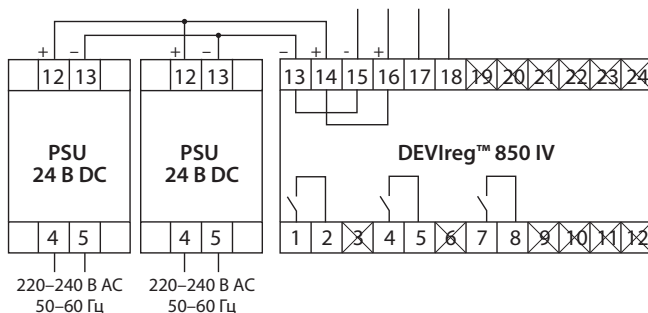 + – + – – + - +
12 13 12 13 13 14 15 16 17 18 19 20 21 22 23 24
PSU
24 В DC
PSU
24 В DC
DEVIreg™ 850 IV
4 5 4 5 1 2 3 4 5 6 7 8 9 10 11 12
220–240 В АС
50–60 Гц
220–240 В АС
50–60 Гц